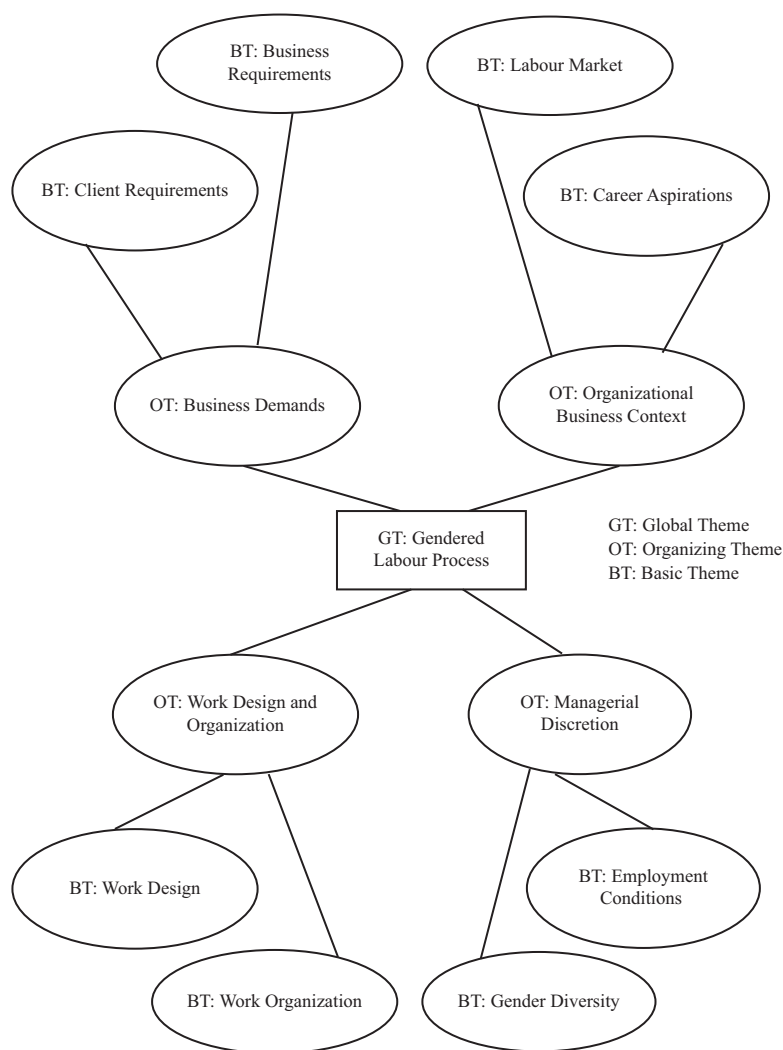 BT: Business
Requirements
BT: Labour Market
BT: Client Requirements
BT: Career Aspirations
OT: Business Demands
OT: Organizational
Business Context
GT: Gendered
Labour Process
GT: Global Theme
OT: Organizing Theme
BT: Basic Theme
OT: Work Design and
Organization
OT: Managerial
Discretion
BT: Work Design
BT: Employment
Conditions
BT: Work Organization
BT: Gender Diversity